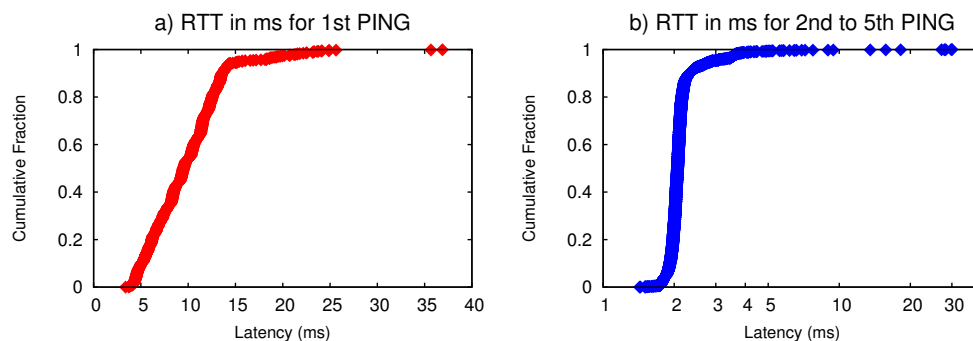 a) RTT in ms for 1st PING
1
0.8
0.6
0.4
0.2
0
Cumulative Fraction
0 5 10 15 20 25 30 35 40
Latency (ms)
b) RTT in ms for 2nd to 5th PING
1
0.8
0.6
0.4
0.2
0
Cumulative Fraction
1 2 3 4 5 10 20 30
Latency (ms)